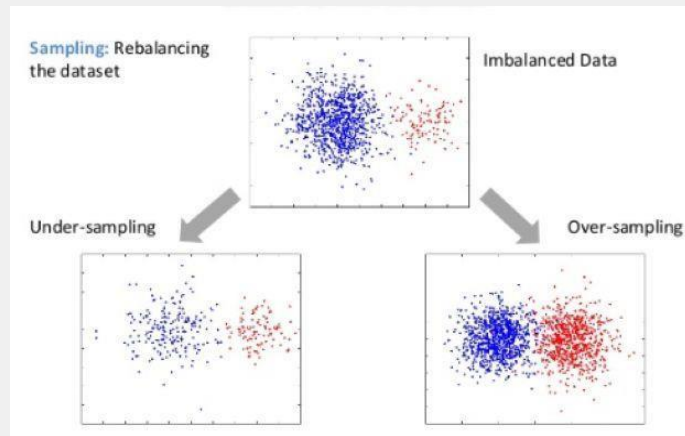 Sampling: Rebalancing
the dataset
Imbalanced Data
Under-sampling
Over-sampling